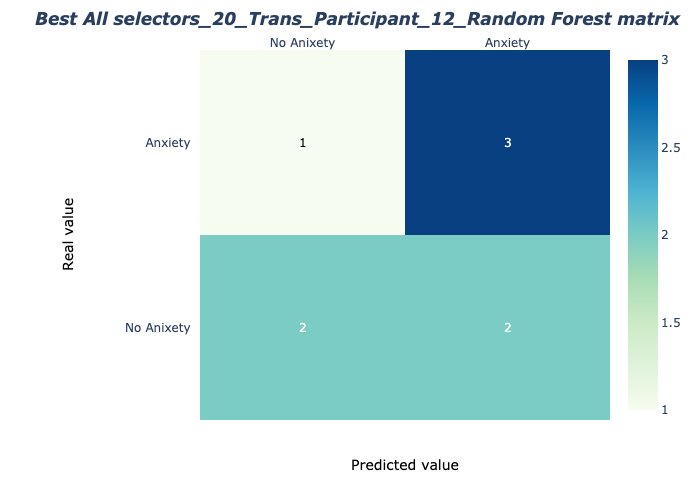 Best All selectors_20_Trans_Participant_12_Random Forest matrix
No Anixety Anxiety
3
Anxiety 1 3
2.5
Real value
2
1.5
No Anixety 2 2
1
Predicted value